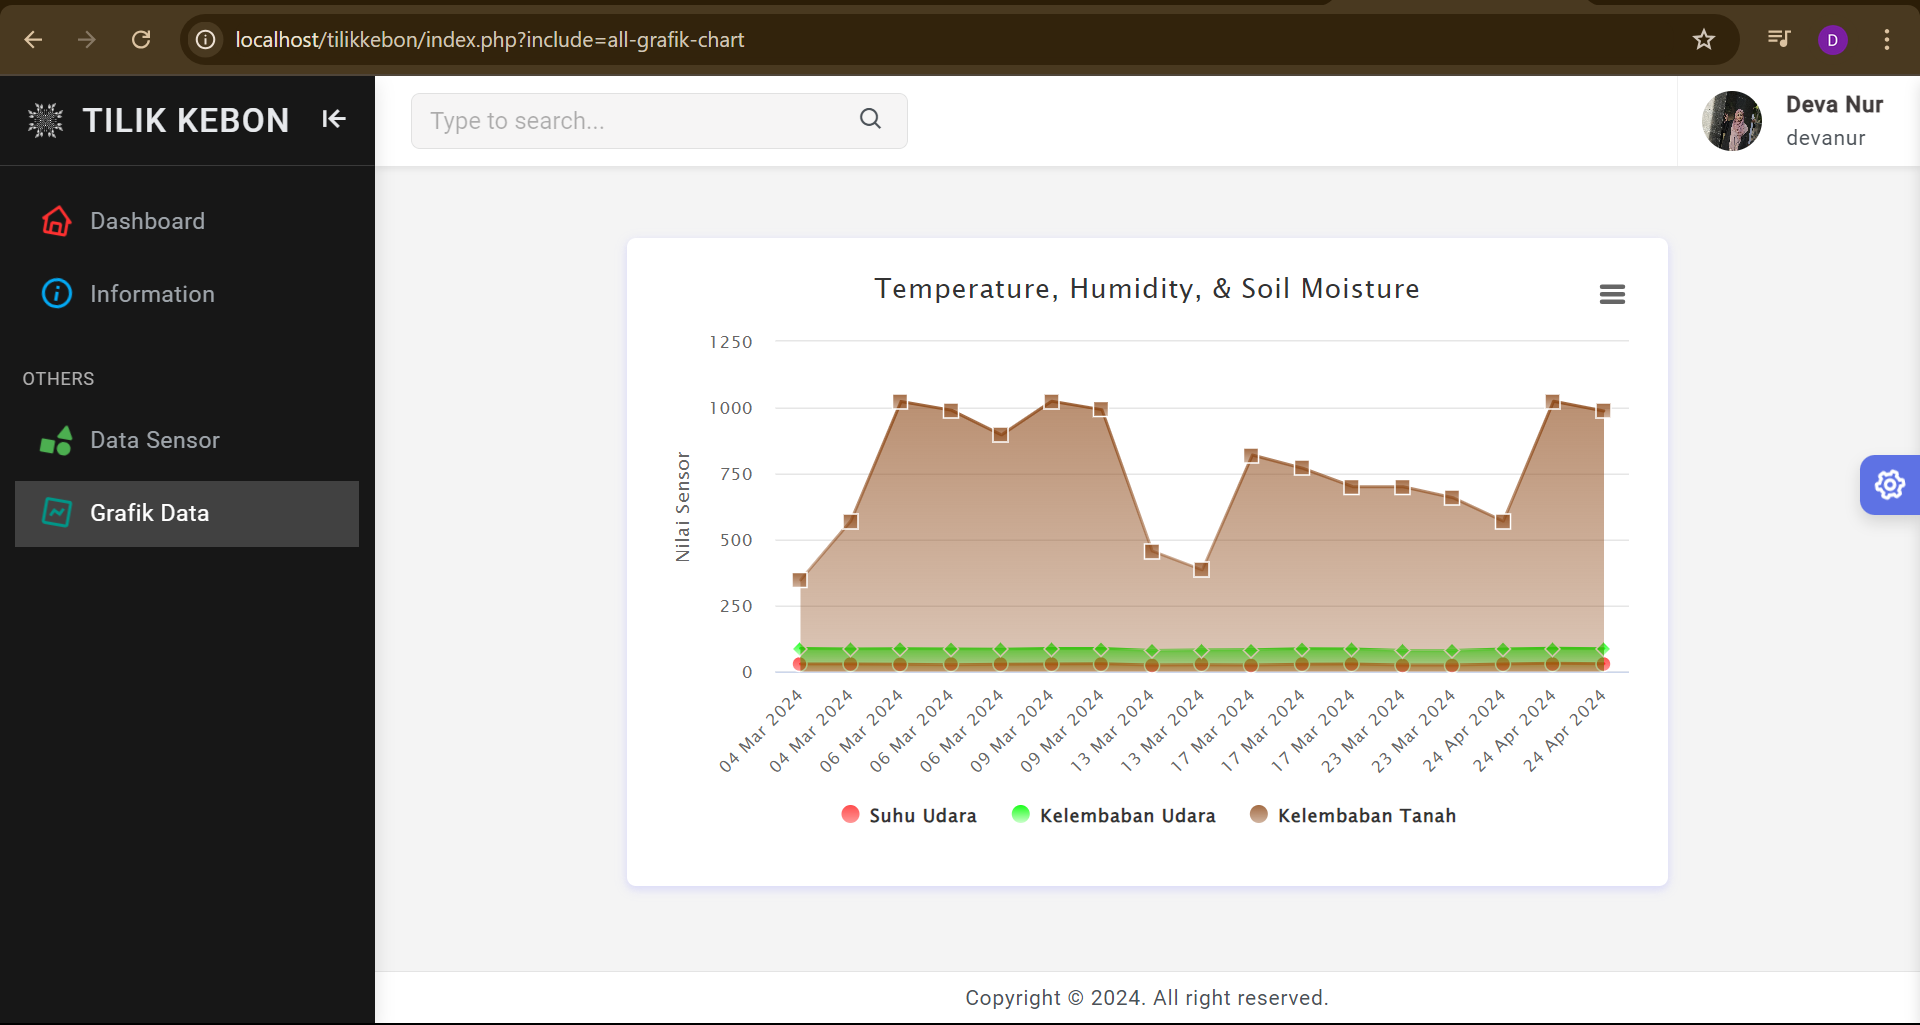 localhost/tilikkebon/index.php?include=all-grafik-chart
D
TILIK KEBON
Type to search...
Deva Nur
devanur
Dashboard
Information
OTHERS
Data Sensor
Grafik Data
Temperature, Humidity, & Soil Moisture
Nilai Sensor
1250
1000
750
500
250
0
04 Mar 2024
04 Mar 2024
06 Mar 2024
06 Mar 2024
06 Mar 2024
09 Mar 2024
09 Mar 2024
13 Mar 2024
13 Mar 2024
17 Mar 2024
17 Mar 2024
17 Mar 2024
23 Mar 2024
23 Mar 2024
24 Apr 2024
24 Apr 2024
24 Apr 2024
Suhu Udara
Kelembaban Udara
Kelembaban Tanah
Copyright © 2024. All right reserved.